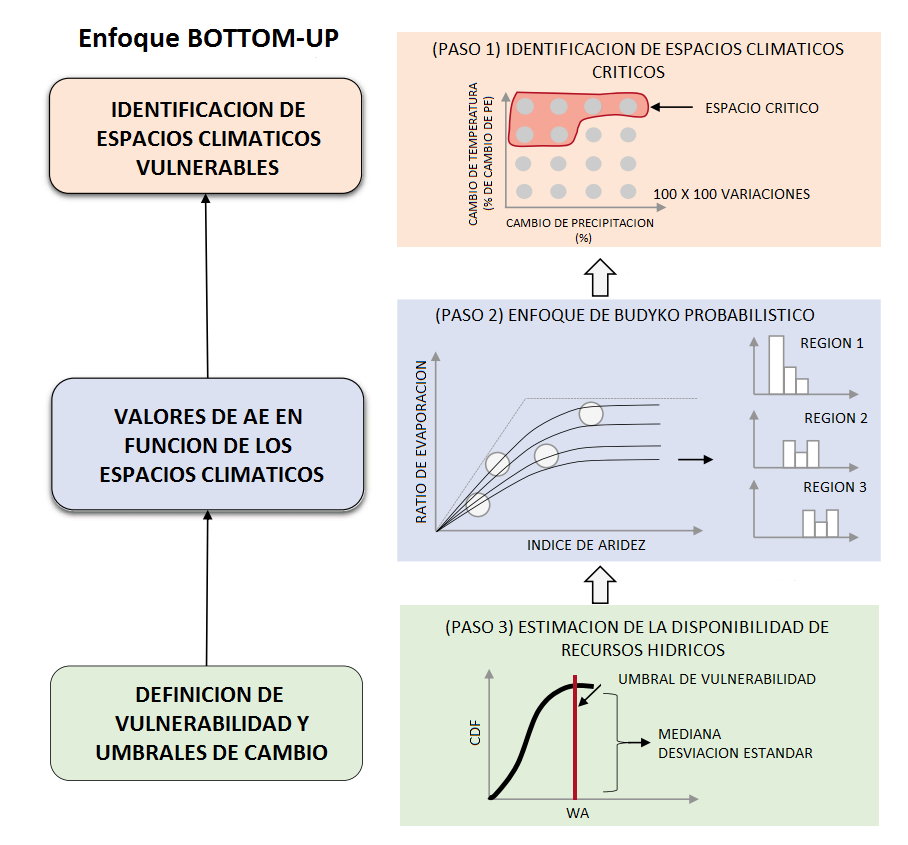 Enfoque BOTTOM-UP
IDENTIFICACION DE
ESPACIOS CLIMATICOS
VULNERABLES
VALORES DE AE EN
FUNCION DE LOS
ESPACIOS CLIMATICOS
DEFINICION DE
VULNERABILIDAD Y
UMBRALES DE CAMBIO
(PASO 1) IDENTIFICACION DE ESPACIOS CLIMATICOS
CRITICOS
CAMBIO DE TEMPERATURA
(% DE CAMBIO DE PE)
ESPACIO CRITICO
100 X 100 VARIACIONES
CAMBIO DE PRECIPITACION
(%)
(PASO 2) ENFOQUE DE BUDYKO PROBABILISTICO
RATIO DE EVAPORACION
INDICE DE ARIDEZ
REGION 1
REGION 2
REGION 3
(PASO 3) ESTIMACION DE LA DISPONIBILIDAD DE
RECURSOS HIDRICOS
UMBRAL DE VULNERABILIDAD
CDF
MEDIANA
DESVIACION ESTANDAR
WA